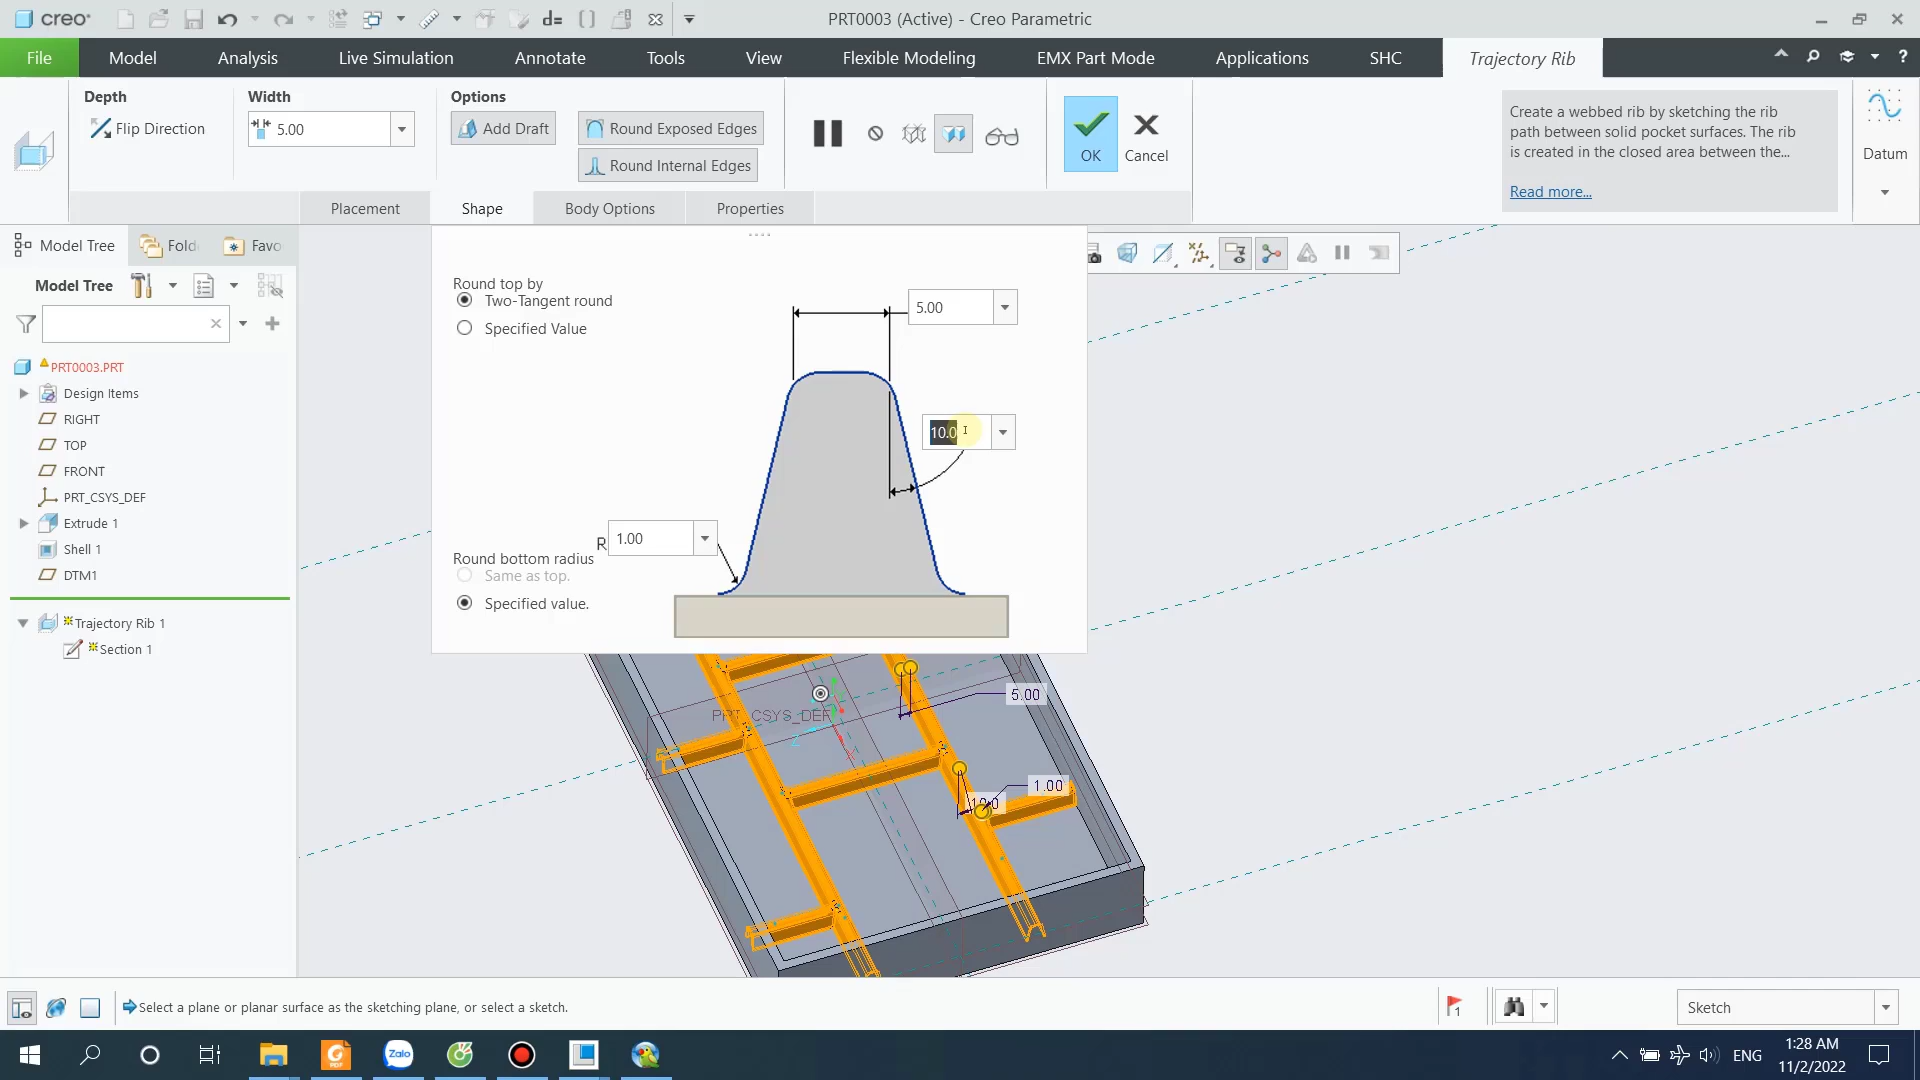 creo
PRT0003 (Active) - Creo Parametric
File
Model
Analysis
Live Simulation
Annotate
Tools
View
Flexible Modeling
EMX Part Mode
Applications
SHC
Trajectory Rib
Depth
Flip Direction
Width
5.00
Options
Add Draft
Round Exposed Edges
Round Internal Edges
OK
Cancel
Create a webbed rib by sketching the rib
path between solid pocket surfaces. The rib
is created in the closed area between the...
Read more...
Datum
Placement
Shape
Body Options
Properties
Model Tree
Fold
Favo
Model Tree
PRT0003.PRT
Design Items
RIGHT
TOP
FRONT
PRT_CSYS_DEF
Extrude 1
Shell 1
DTM1
Trajectory Rib 1
Section 1
Round top by
Two-Tangent round
Specified Value
5.00
10.0
R
1.00
Round bottom radius
Same as top.
Specified value.
PRT_CSYS_DEF
Z
X
5.00
1.00
10.0
Select a plane or planar surface as the sketching plane, or select a sketch.
1
Sketch
PDF
Zalo
ENG
1:28 AM
11/2/2022